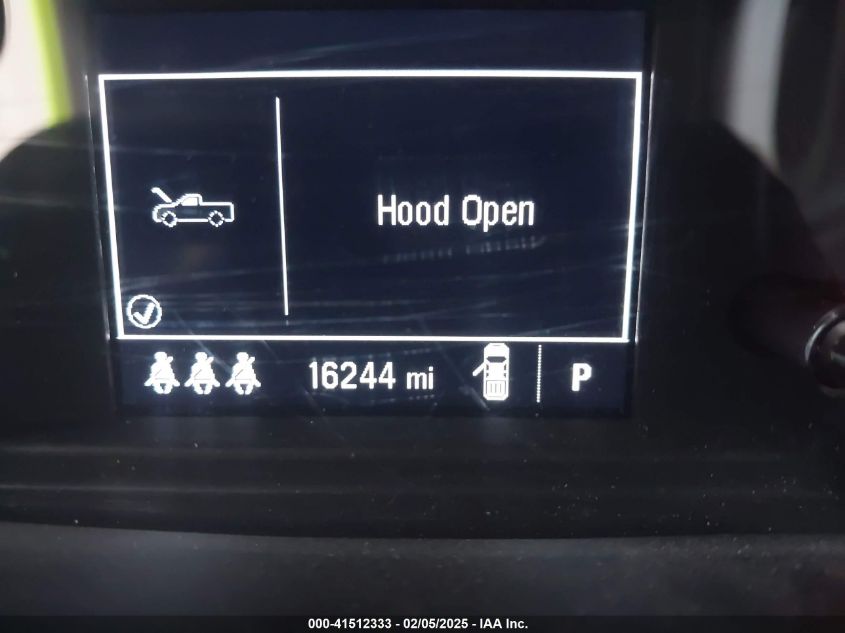 Hood Open
16244 mi
P
000-41512333 - 02/05/2025 - IAA Inc.